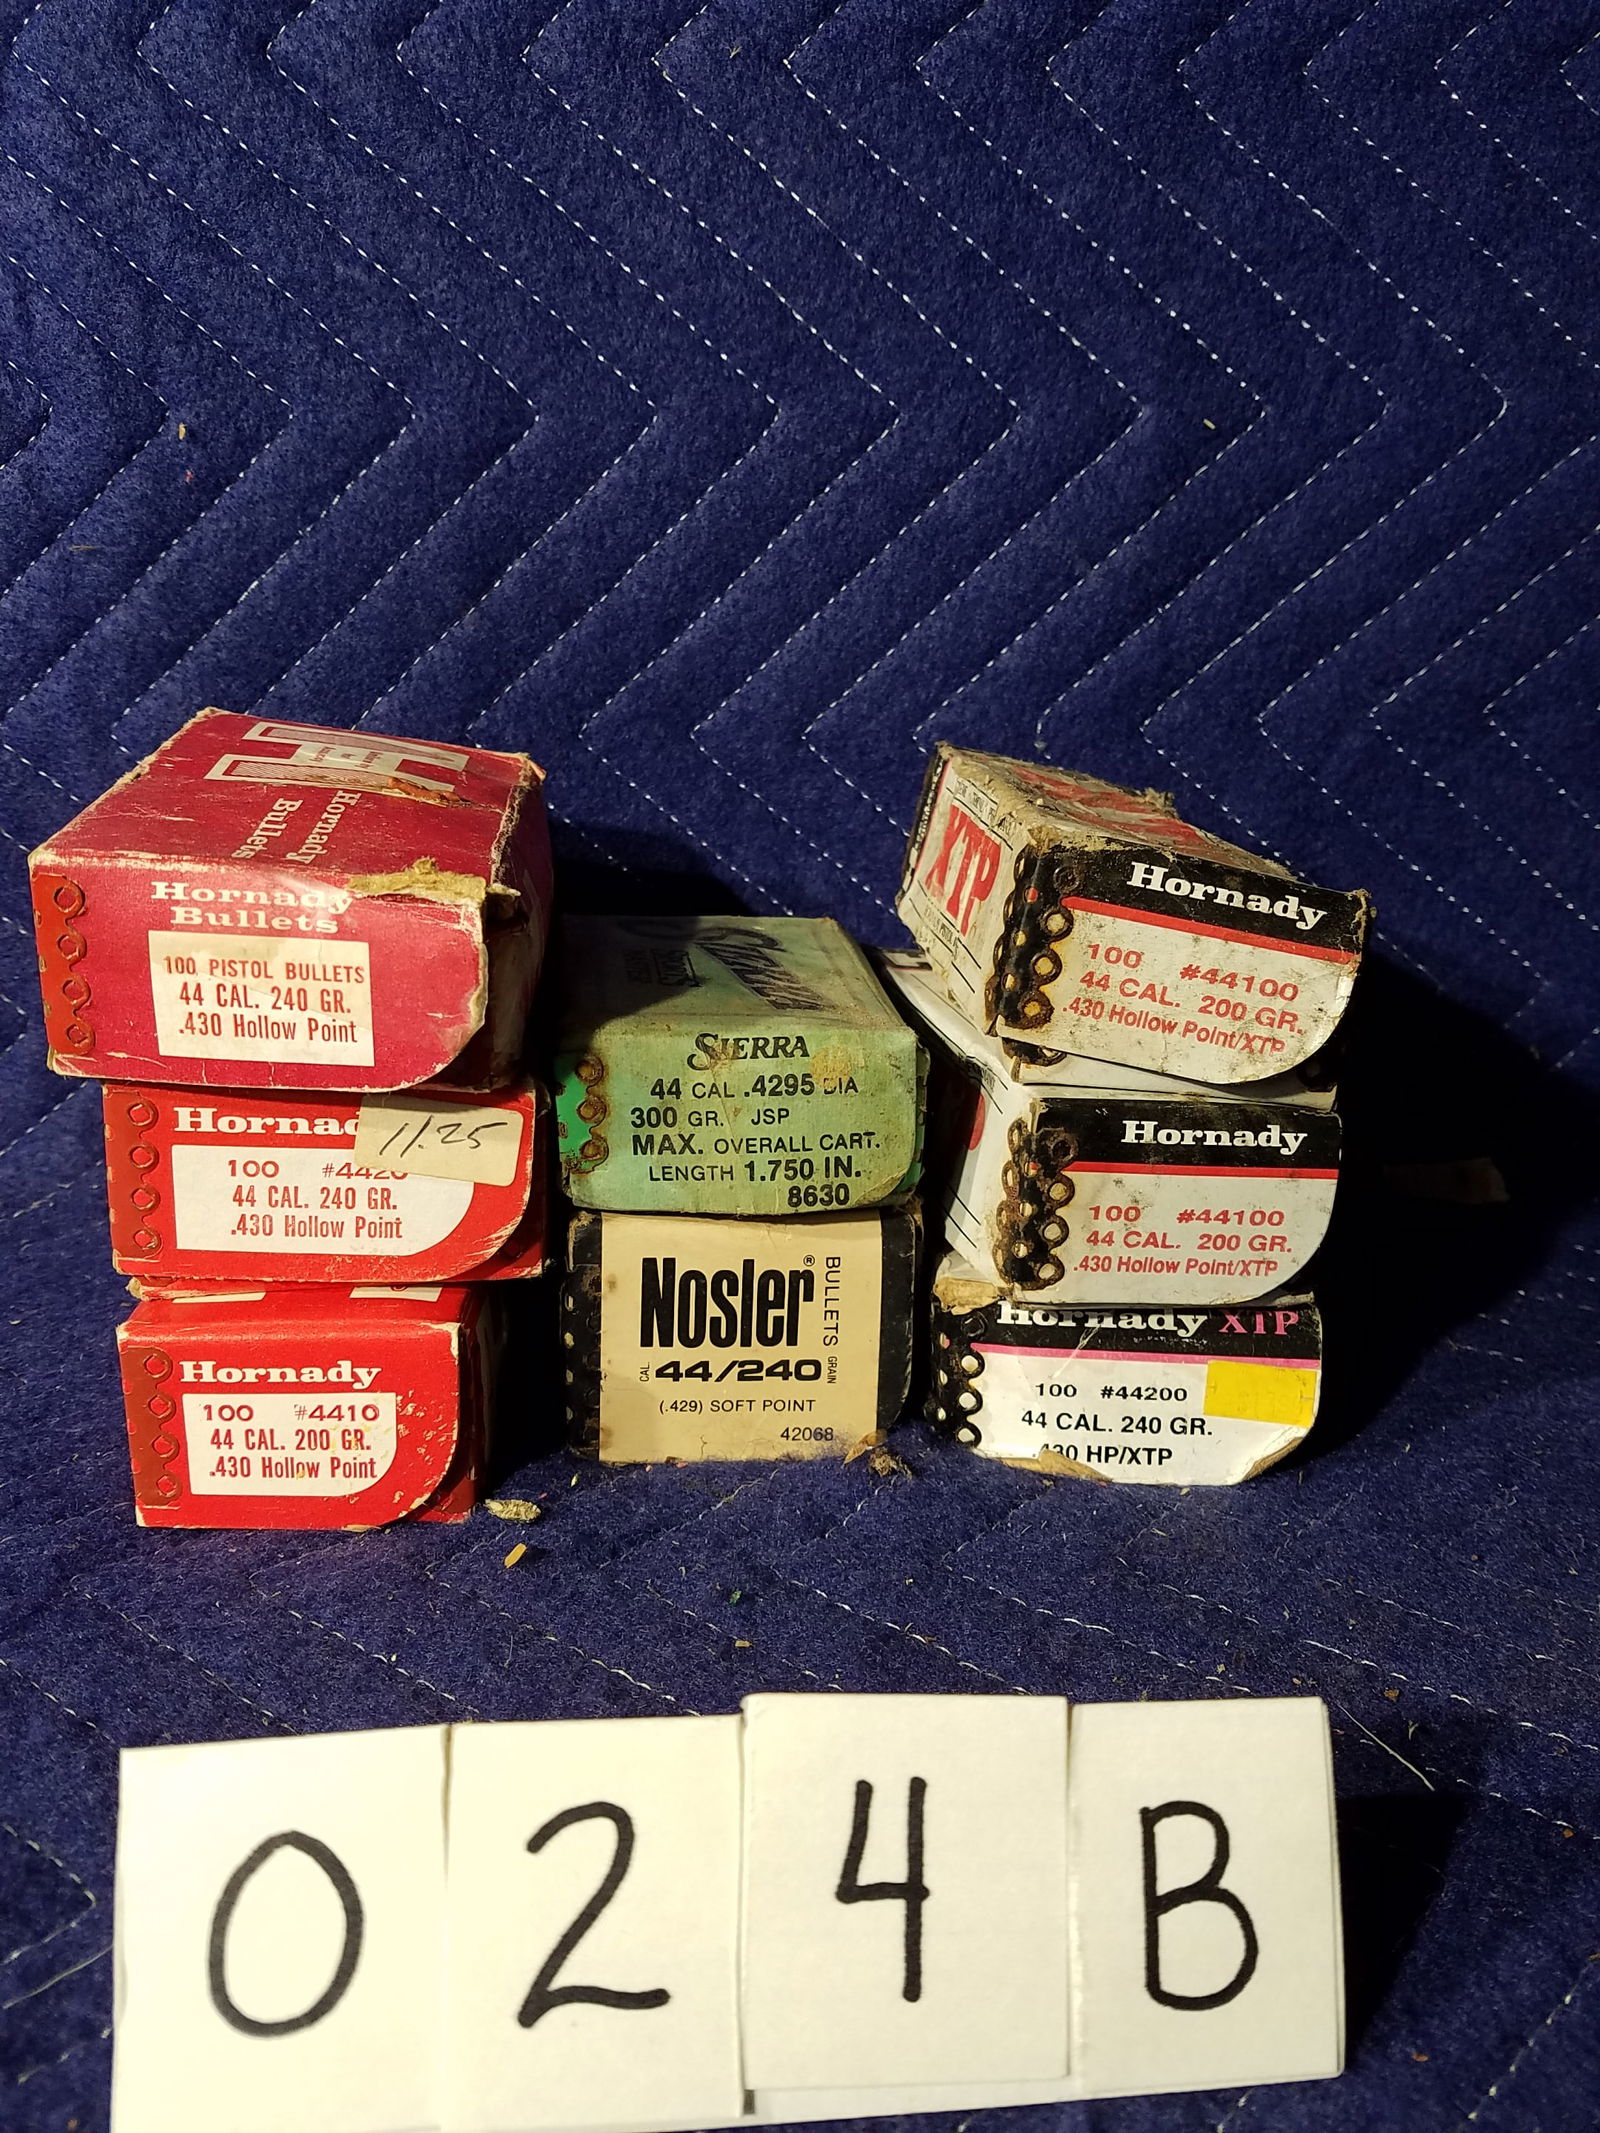 Hornady
Bullets
Hornady
Bullets
100 PISTOL BULLETS
44 CAL. 240 GR.
.430 Hollow Point
11.25
100 #4420
44 CAL. 240 GR.
.430 Hollow Point
Hornady
100 #4410
44 CAL. 200 GR.
.430 Hollow Point
SIERRA
44 CAL .4295 DIA
300 GR. JSP
MAX. OVERALL CART.
LENGTH 1.750 IN.
8630
Nosler®
BULLETS
CAL. 44/240 GRAIN
(.429) SOFT POINT
42068
XTP
Hornady
100 #44100
44 CAL. 200 GR.
.430 Hollow Point/XTP
Hornady
100 #44100
44 CAL. 200 GR.
.430 Hollow Point/XTP
Hornady XTP
100 #44200
44 CAL. 240 GR.
.430 HP/XTP
024B